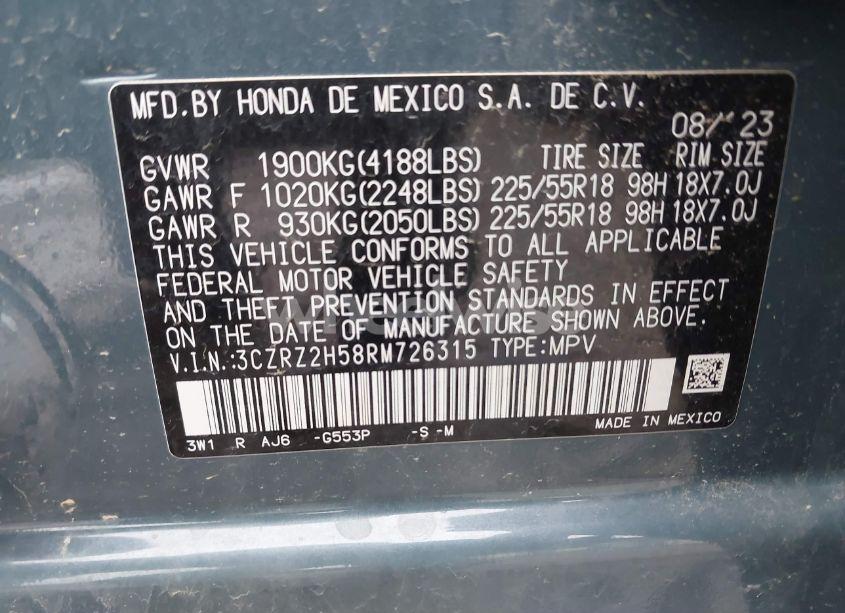 MFD.BY HONDA DE MEXICO S.A. DE C.V.
08/ '23
GVWR 1900KG(4188LBS) TIRE SIZE RIM SIZE
GAWR F 1020KG(2248LBS) 225/55R18 98H 18X7.0J
GAWR R 930KG(2050LBS) 225/55R18 98H 18X7.0J
THIS VEHICLE CONFORMS TO ALL APPLICABLE
FEDERAL MOTOR VEHICLE SAFETY
AND THEFT PREVENTION STANDARDS IN EFFECT
ON THE DATE OF MANUFACTURE SHOWN ABOVE.
V.I.N.:3CZRZ2H58RM726315 TYPE:MPV
3W1 R AJ6 -G553P -S -M MADE IN MEXICO